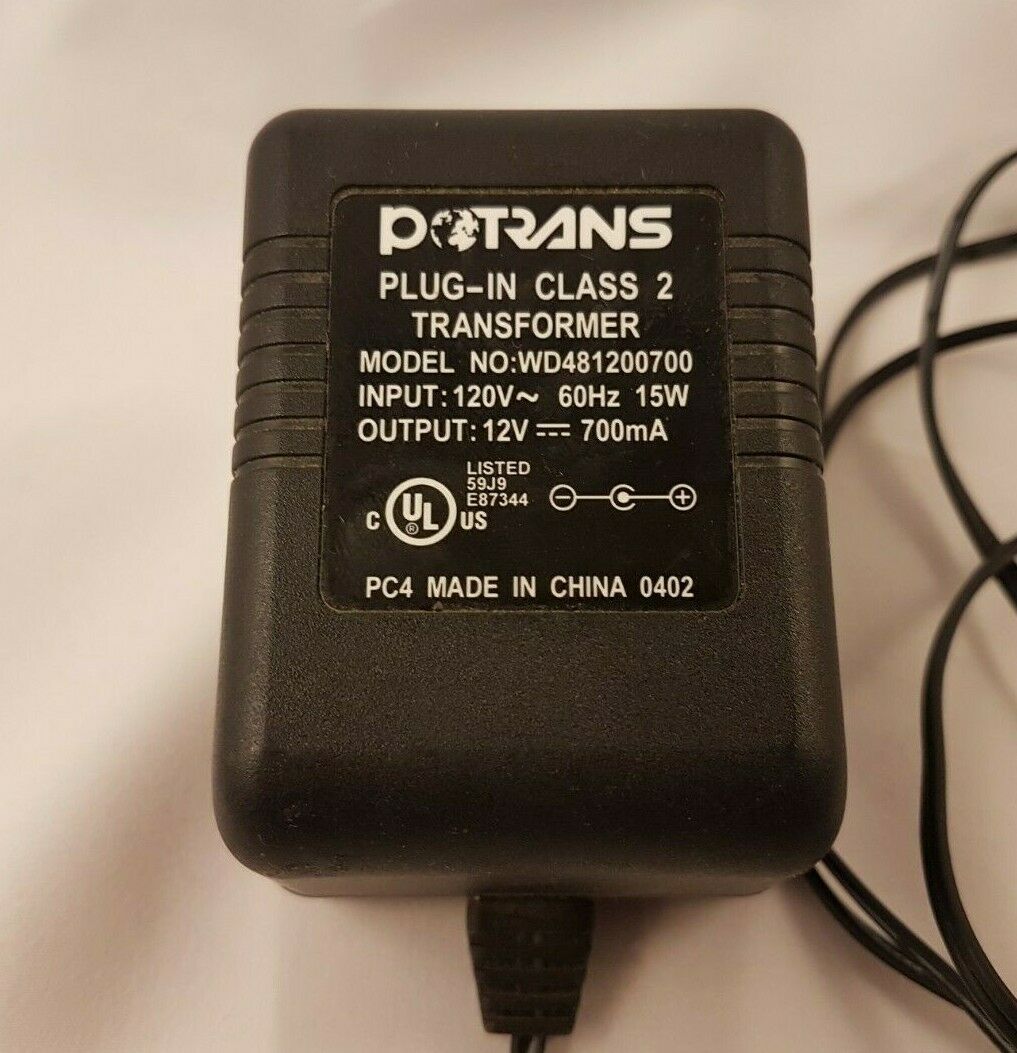 POTRANS
PLUG-IN CLASS 2
TRANSFORMER
MODEL NO:WD481200700
INPUT: 120V~ 60Hz 15W
OUTPUT: 12V ⎓ 700mA
LISTED
59J9
E87344
C UL® US
- +
PC4 MADE IN CHINA 0402